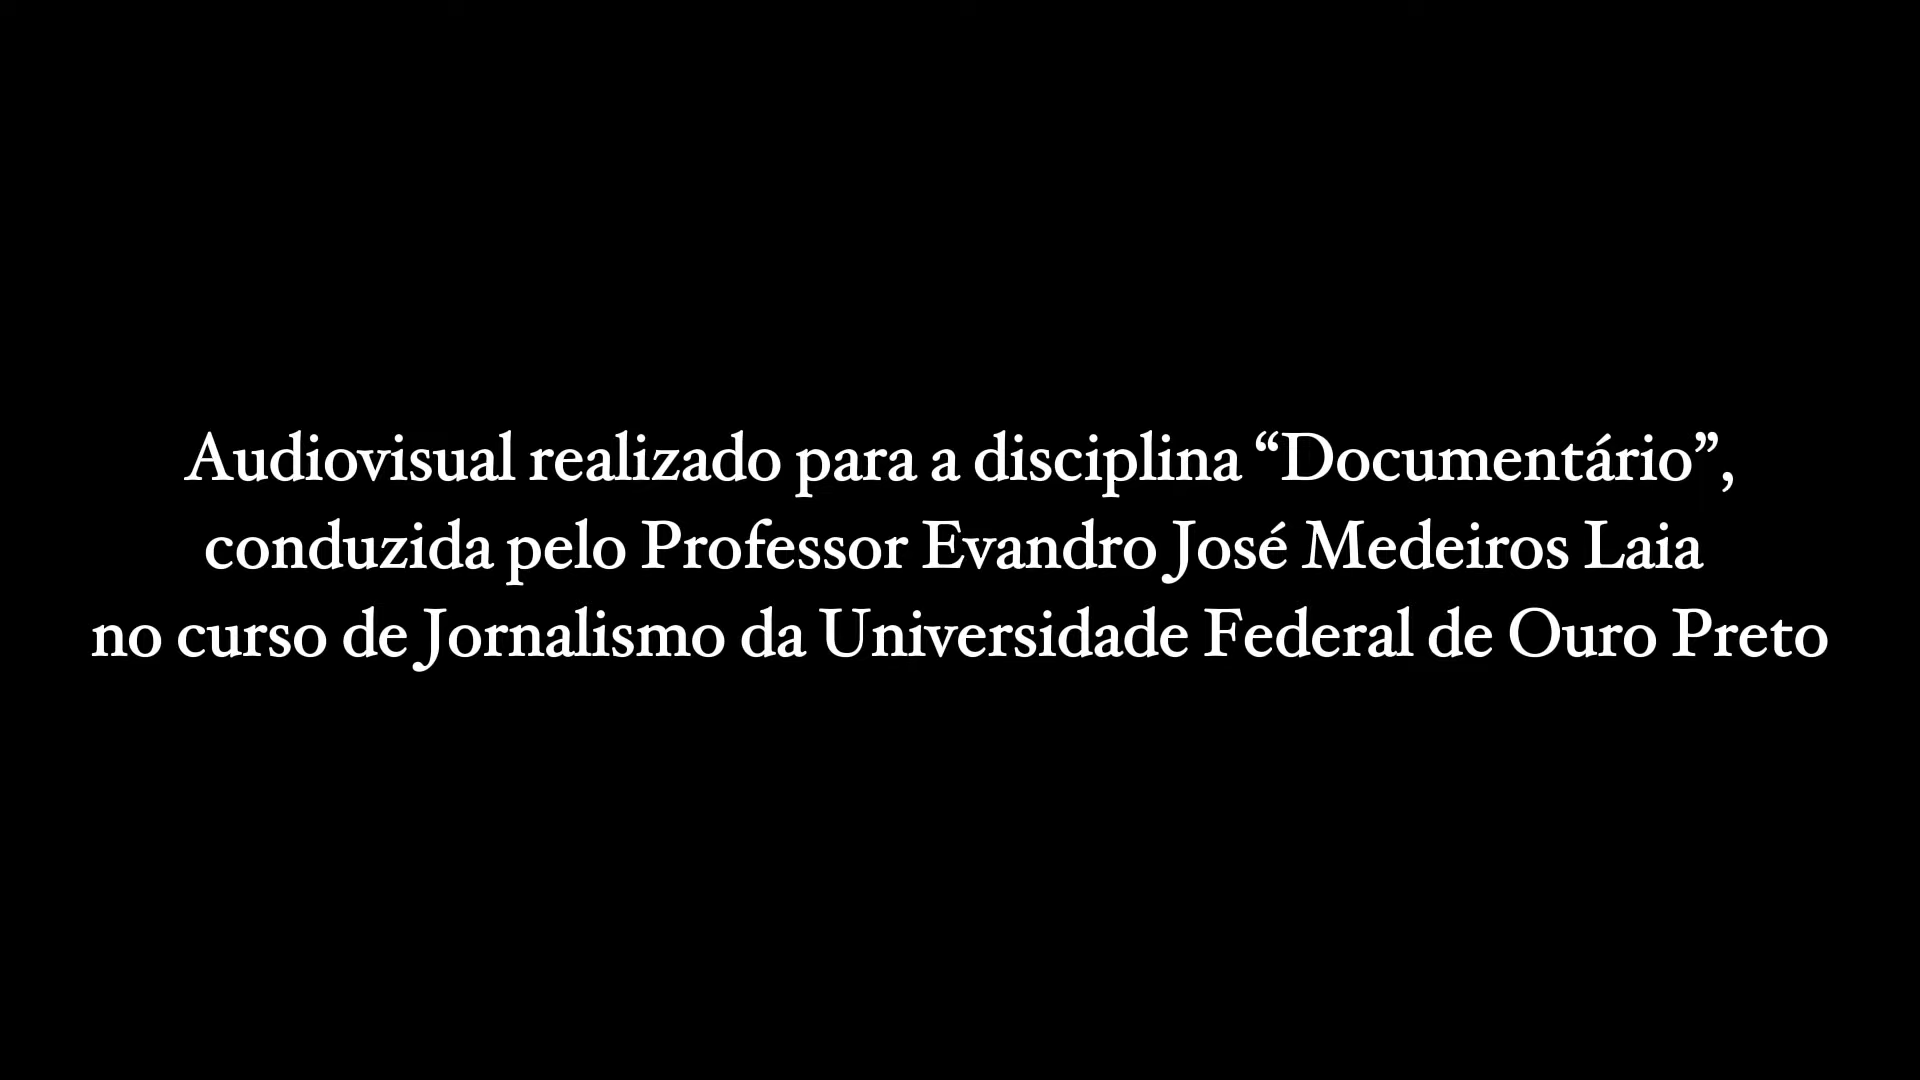 Audiovisual realizado para a disciplina “Documentário”,
conduzida pelo Professor Evandro José Medeiros Laia
no curso de Jornalismo da Universidade Federal de Ouro Preto